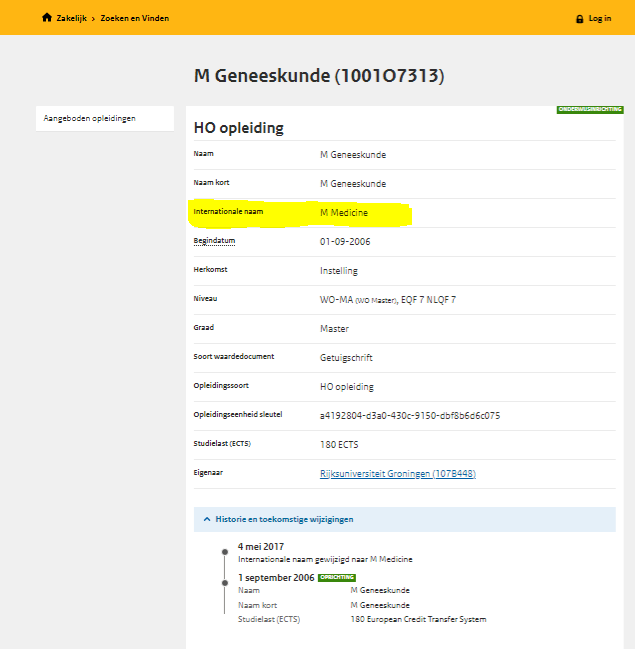 Zakelijk › Zoeken en Vinden
Log in
M Geneeskunde (1001O7313)
Aangeboden opleidingen
ONDERWIJSINRICHTING
HO opleiding
Naam M Geneeskunde
Naam kort M Geneeskunde
Internationale naam M Medicine
Begindatum 01-09-2006
Herkomst Instelling
Niveau WO-MA (WO Master), EQF 7 NLQF 7
Graad Master
Soort waardedocument Getuigschrift
Opleidingssoort HO opleiding
Opleidingseenheid sleutel a4192804-d3a0-430c-9150-dbf8b6d6c075
Studielast (ECTS) 180 ECTS
Eigenaar Rijksuniversiteit Groningen (107B448)
Historie en toekomstige wijzigingen
4 mei 2017
Internationale naam gewijzigd naar M Medicine
1 september 2006 OPRICHTING
Naam M Geneeskunde
Naam kort M Geneeskunde
Studielast (ECTS) 180 European Credit Transfer System